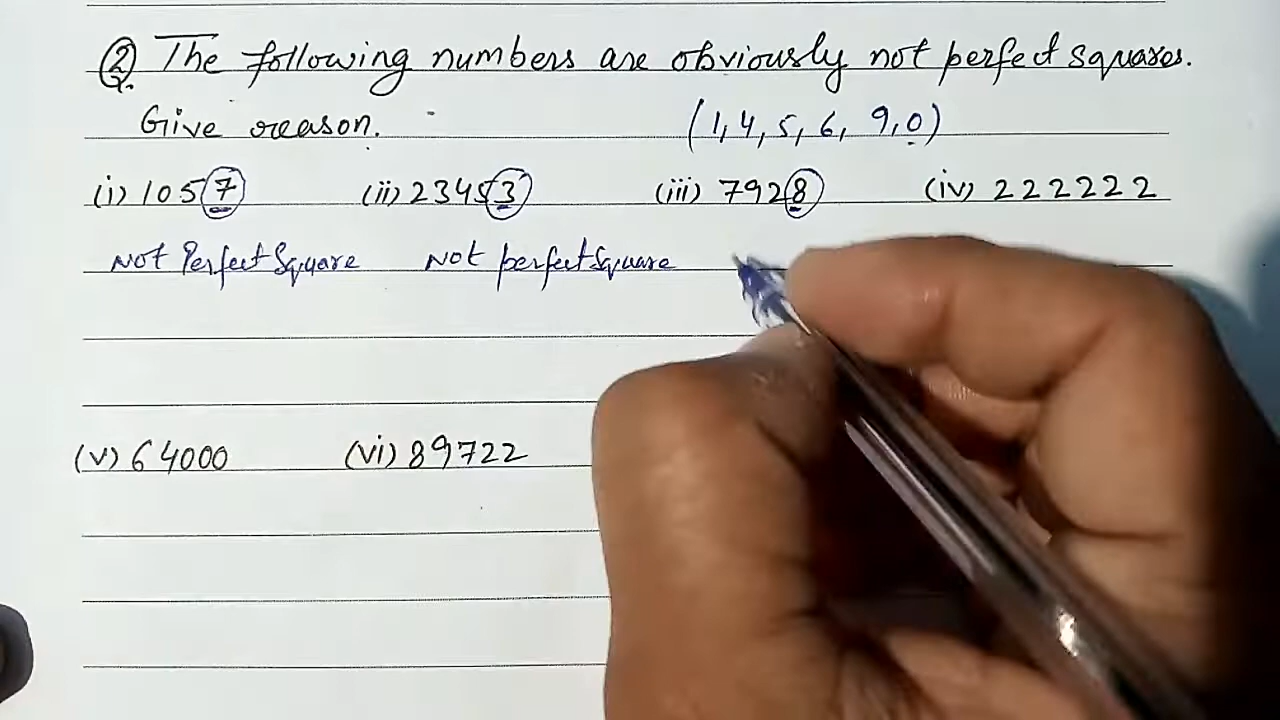 Q2. The following numbers are obviously not perfect squares.
Give reason. (1, 4, 5, 6, 9, 0)
(i) 1057 (ii) 23453 (iii) 7928 (iv) 222222
Not Perfect Square Not perfect Square
(v) 64000 (vi) 89722